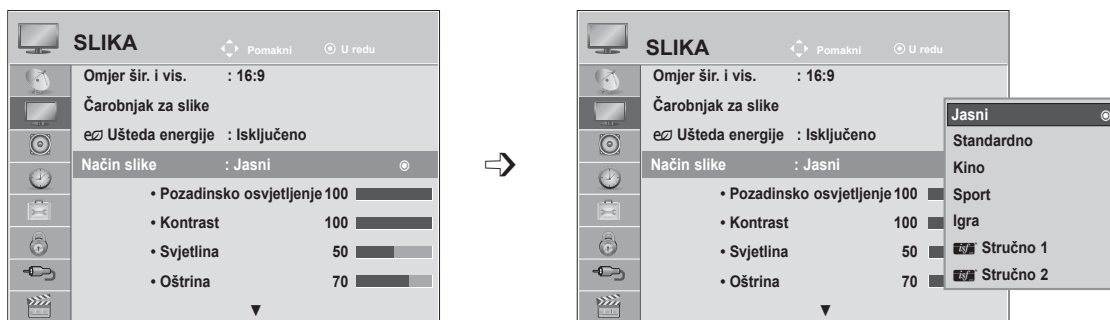 SLIKA
Pomakni
U redu
Omjer šir. i vis. : 16:9
Čarobnjak za slike
e Ušteda energije : Isključeno
Način slike : Jasni
• Pozadinsko osvjetljenje 100
• Kontrast 100
• Svjetlina 50
• Oštrina 70
SLIKA
Pomakni
U redu
Omjer šir. i vis. : 16:9
Čarobnjak za slike
e Ušteda energije : Isključeno
Način slike : Jasni
• Pozadinsko osvjetljenje 100
• Kontrast 100
• Svjetlina 50
• Oštrina 70
Jasni
Standardno
Kino
Sport
Igra
isf Stručno 1
isf Stručno 2